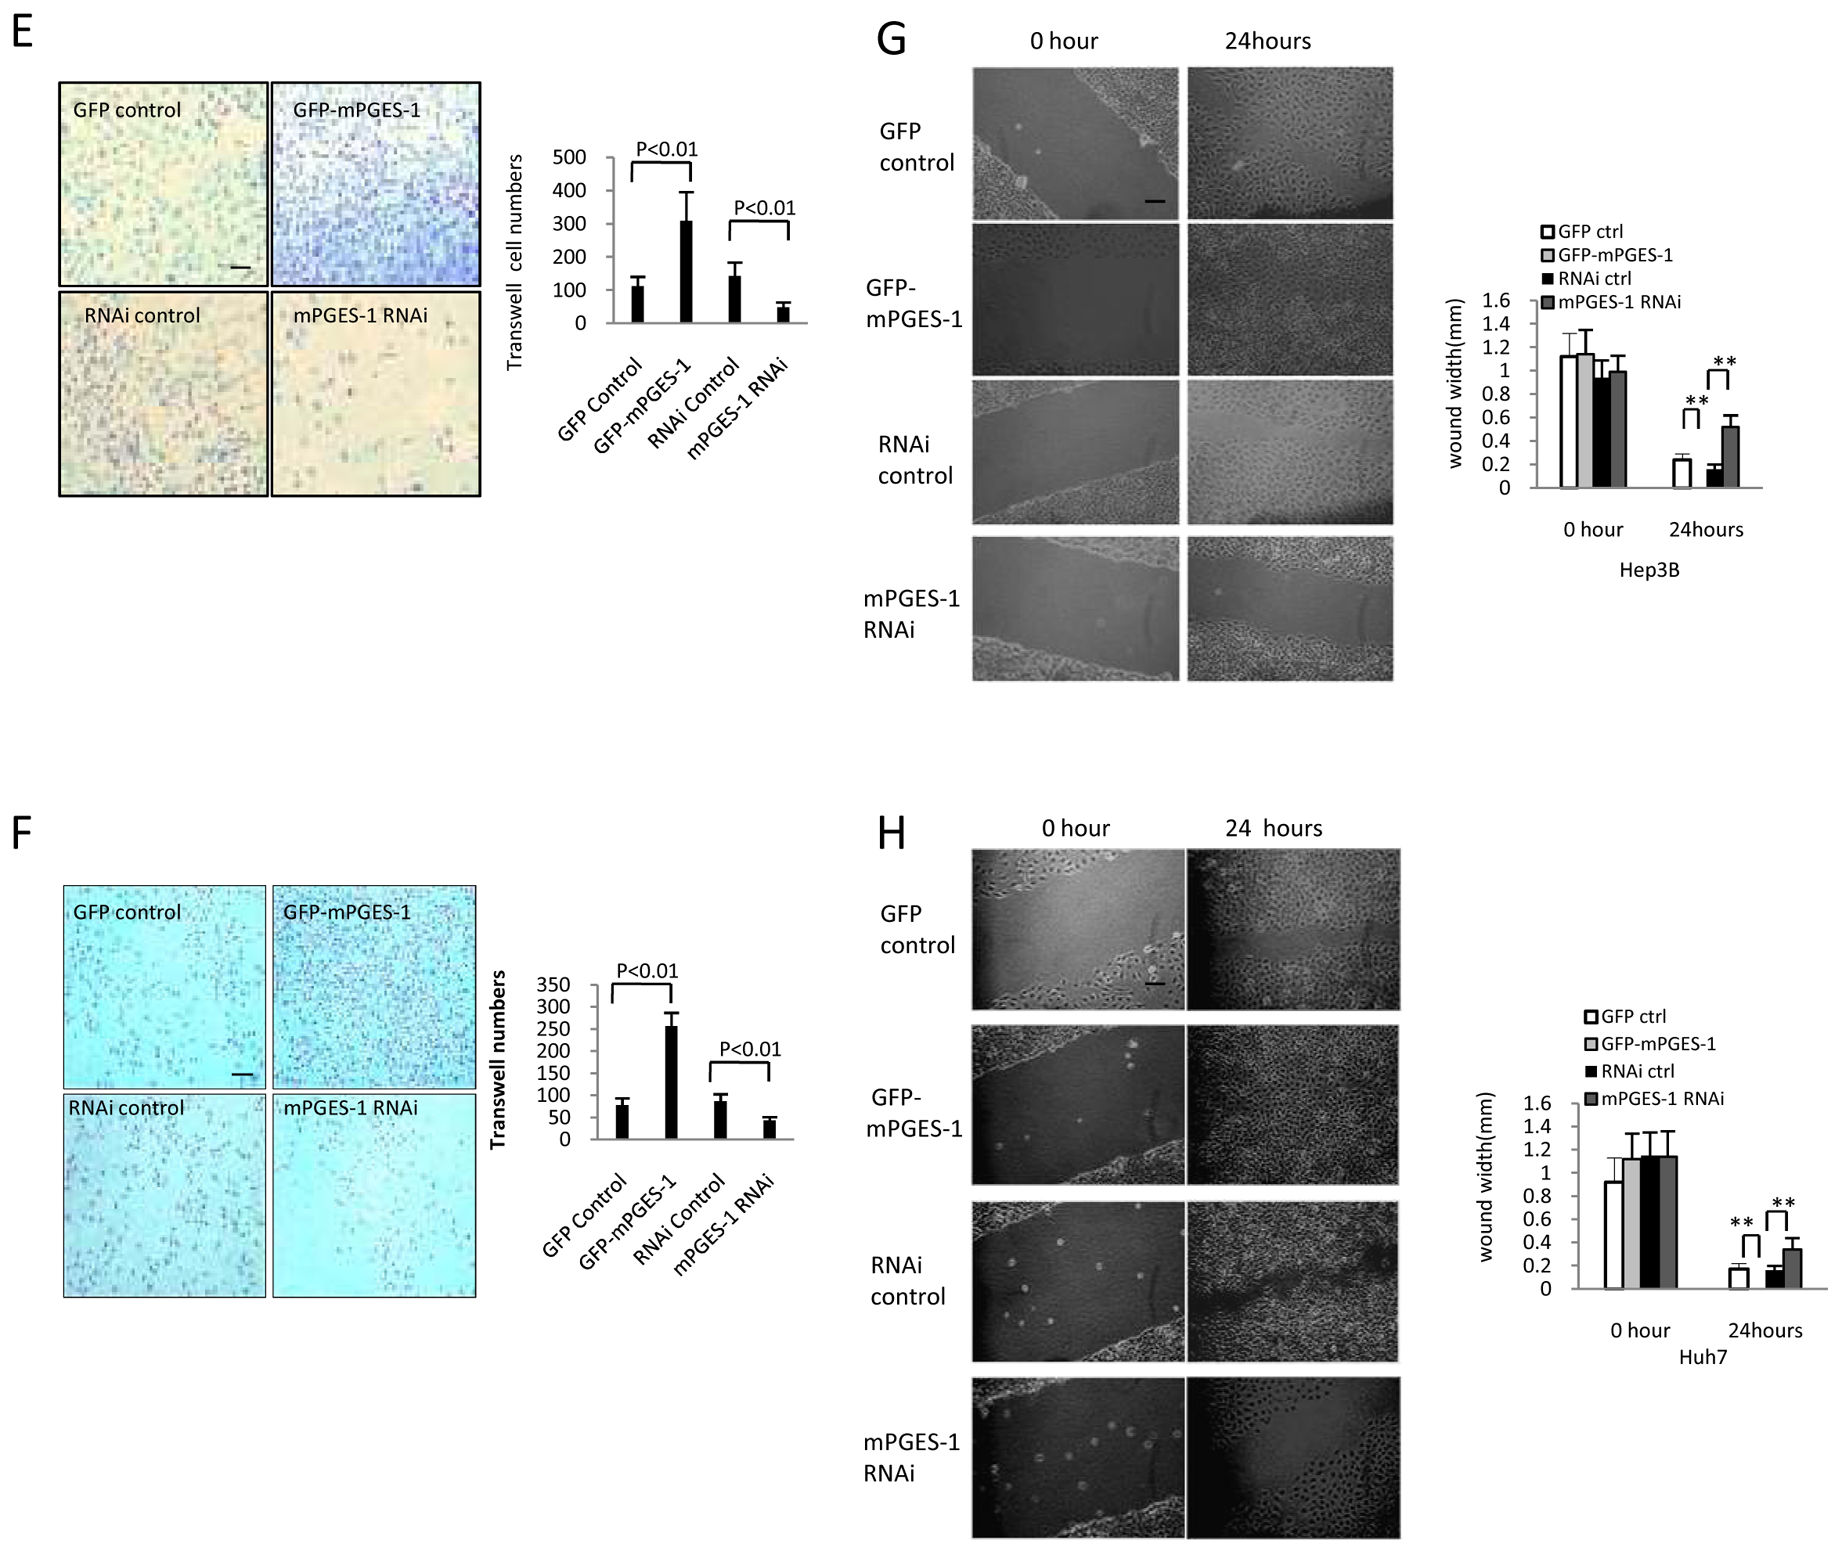 E
GFP control
GFP-mPGES-1
RNAi control
mPGES-1 RNAi
Transwell cell numbers
500
400
300
200
100
0
P<0.01
P<0.01
GFP Control
GFP-mPGES-1
RNAi Control
mPGES-1 RNAi
G
0 hour
24hours
GFP
control
GFP-
mPGES-1
RNAi
control
mPGES-1
RNAi
GFP ctrl
GFP-mPGES-1
RNAi ctrl
mPGES-1 RNAi
wound width(mm)
1.6
1.4
1.2
1
0.8
0.6
0.4
0.2
0
**
**
0 hour
24hours
Hep3B
F
GFP control
GFP-mPGES-1
RNAi control
mPGES-1 RNAi
Transwell numbers
350
300
250
200
150
100
50
0
P<0.01
P<0.01
GFP Control
GFP-mPGES-1
RNAi Control
mPGES-1 RNAi
H
0 hour
24 hours
GFP
control
GFP-
mPGES-1
RNAi
control
mPGES-1
RNAi
GFP ctrl
GFP-mPGES-1
RNAi ctrl
mPGES-1 RNAi
wound width(mm)
1.6
1.4
1.2
1
0.8
0.6
0.4
0.2
0
**
**
0 hour
24hours
Huh7